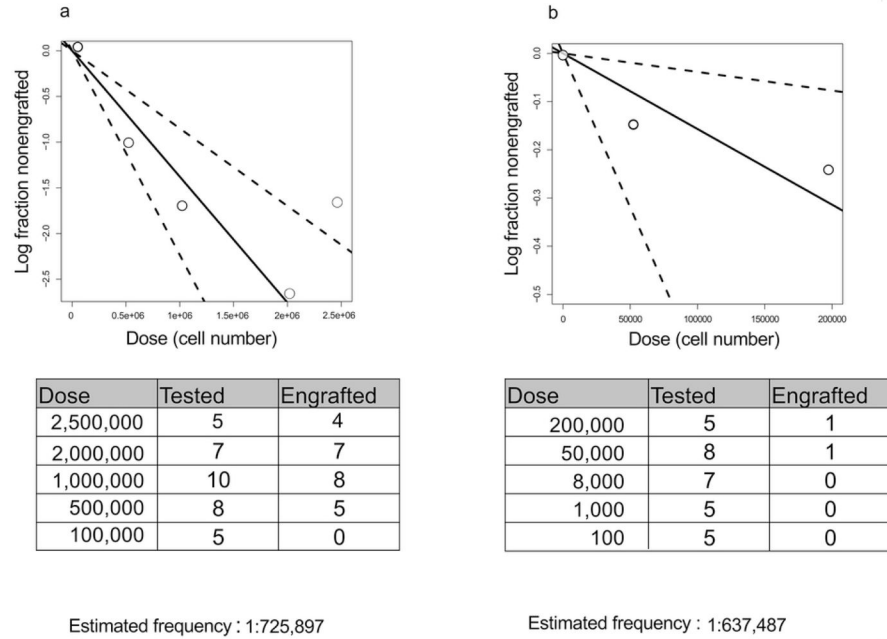 a
0.0
-0.5
-1.0
-1.5
-2.0
-2.5
Log fraction nonengrafted
0 0.5e+06 1e+06 1.5e+06 2e+06 2.5e+06
Dose (cell number)
Dose Tested Engrafted
2,500,000 5 4
2,000,000 7 7
1,000,000 10 8
500,000 8 5
100,000 5 0
Estimated frequency : 1:725,897
b
0.0
-0.1
-0.2
-0.3
-0.4
-0.5
Log fraction nonengrafted
0 50000 100000 150000 200000
Dose (cell number)
Dose Tested Engrafted
200,000 5 1
50,000 8 1
8,000 7 0
1,000 5 0
100 5 0
Estimated frequency : 1:637,487